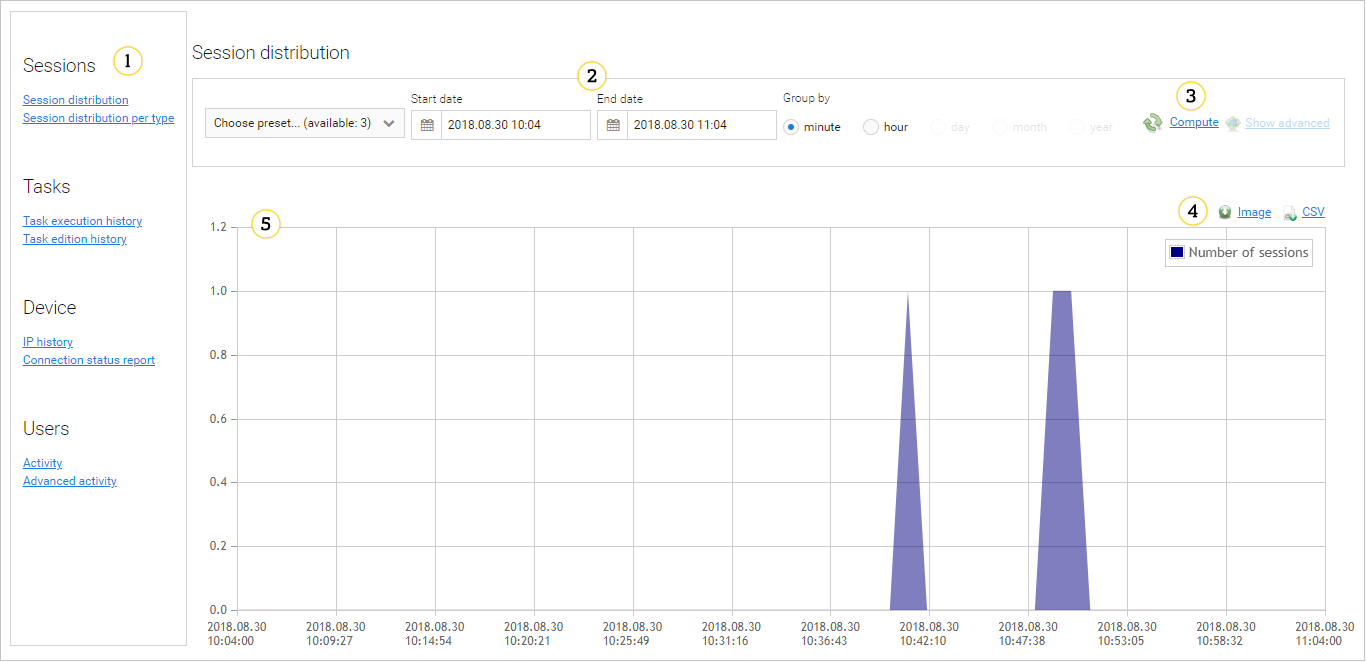 Sessions
1
Session distribution
Session distribution per type
Tasks
Task execution history
Task edition history
Device
IP history
Connection status report
Users
Activity
Advanced activity
Session distribution
2
Choose preset... (available: 3)
Start date
2018.08.30 10:04
End date
2018.08.30 11:04
Group by
minute
hour
day
month
year
3
Compute
Show advanced
4
Image
CSV
5
Number of sessions
1.2
1.0
0.8
0.6
0.4
0.2
0.0
2018.08.30 2018.08.30 2018.08.30 2018.08.30 2018.08.30 2018.08.30 2018.08.30 2018.08.30 2018.08.30 2018.08.30 2018.08.30 2018.08.30
10:04:00 10:09:27 10:14:54 10:20:21 10:25:49 10:31:16 10:36:43 10:42:10 10:47:38 10:53:05 10:58:32 11:04:00